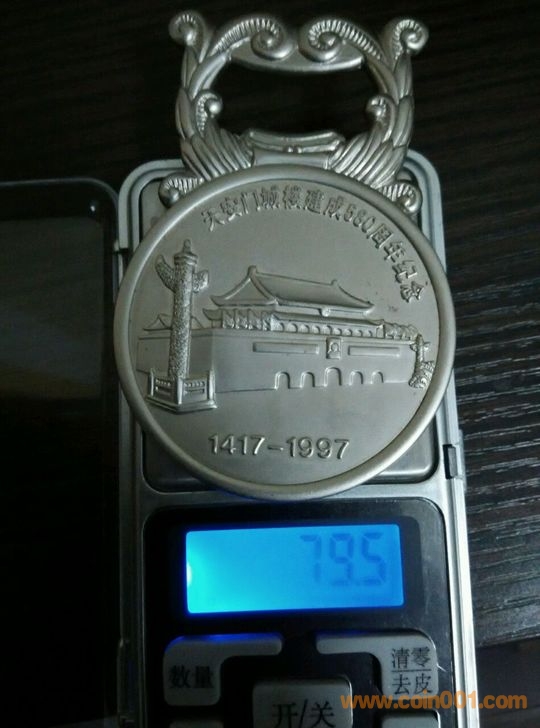 天安门城楼建成580周年纪念
1417-1997
79.5
数量
清零
去皮
开/关
www.coin001.com